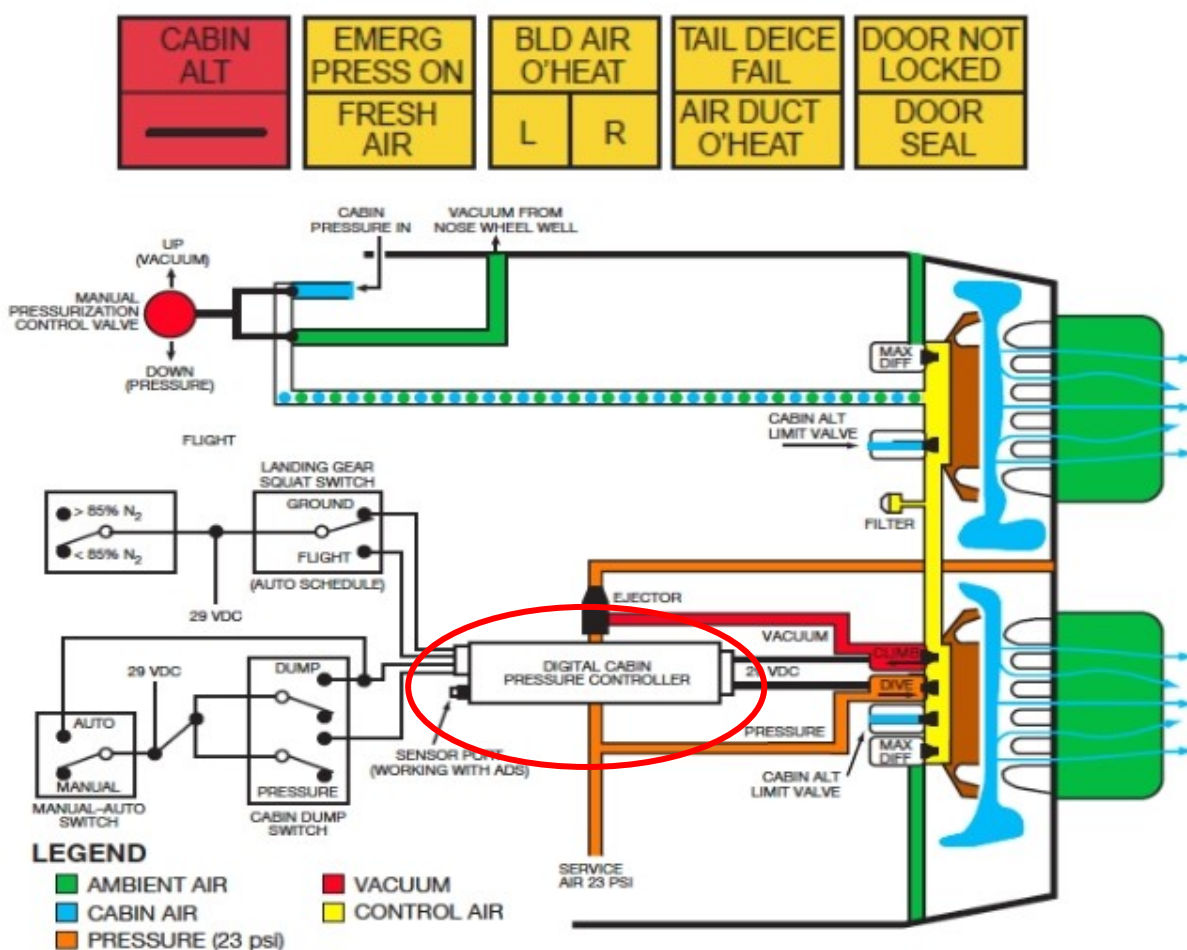 CABIN
ALT
EMERG
PRESS ON
FRESH
AIR
BLD AIR
O'HEAT
L
R
TAIL DEICE
FAIL
AIR DUCT
O'HEAT
DOOR NOT
LOCKED
DOOR
SEAL
CABIN
PRESSURE IN
VACUUM FROM
NOSE WHEEL WELL
UP
(VACUUM)
MANUAL
PRESSURIZATION
CONTROL VALVE
DOWN
(PRESSURE)
MAX
DIFF
CABIN ALT
LIMIT VALVE
FLIGHT
LANDING GEAR
SQUAT SWITCH
GROUND
FLIGHT
(AUTO SCHEDULE)
> 85% N2
< 85% N2
29 VDC
FILTER
EJECTOR
VACUUM
CLIMB
DIGITAL CABIN
PRESSURE CONTROLLER
VDC
DIVE
PRESSURE
MAX
DIFF
CABIN ALT
LIMIT VALVE
29 VDC
DUMP
AUTO
MANUAL
MANUAL–AUTO
SWITCH
PRESSURE
CABIN DUMP
SWITCH
SENSOR PORT
(WORKING WITH ADS)
SERVICE
AIR 23 PSI
LEGEND
AMBIENT AIR
CABIN AIR
PRESSURE (23 psi)
VACUUM
CONTROL AIR